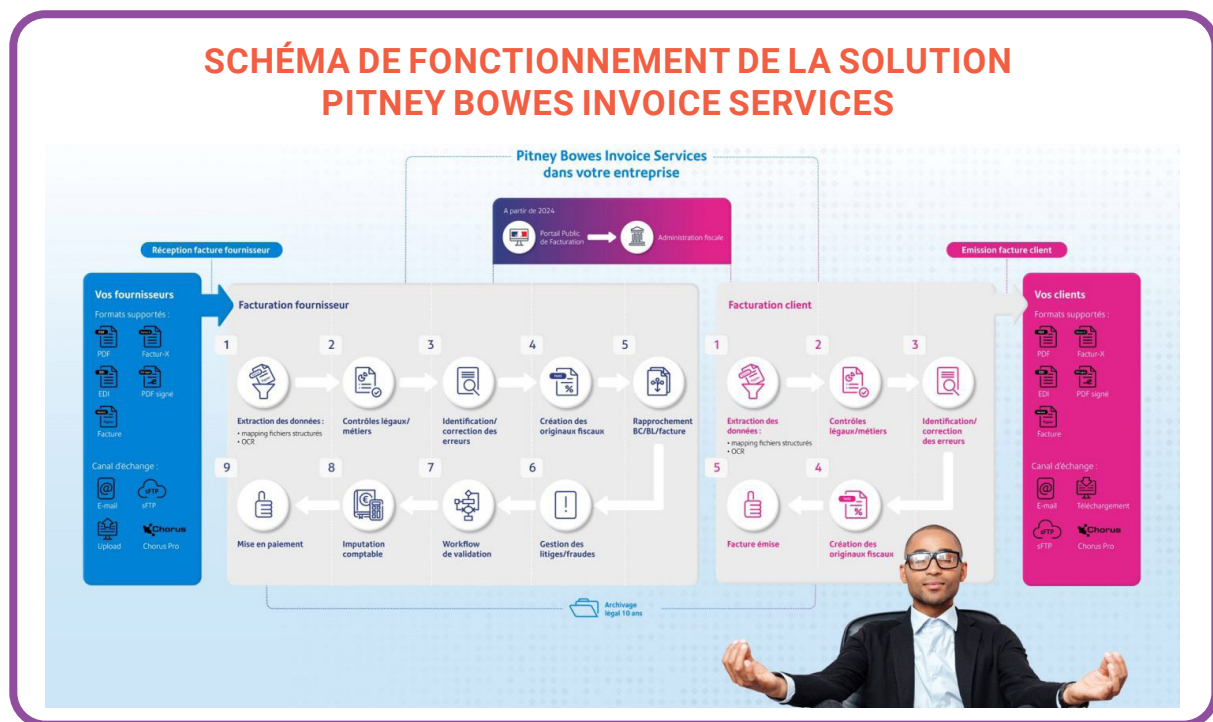 SCHÉMA DE FONCTIONNEMENT DE LA SOLUTION
PITNEY BOWES INVOICE SERVICES
Pitney Bowes Invoice Services
dans votre entreprise
A partir de 2024
Portail Public
de Facturation
Administration fiscale
Réception facture fournisseur
Emission facture client
Vos fournisseurs
Formats supportés :
PDF
Factur-X
EDI
PDF signé
Facture
Canal d'échange :
E-mail
sFTP
sFTP
Upload
Chorus
Chorus Pro
Facturation fournisseur
1
2
3
4
5
Extraction des données :
• mapping fichiers structurés
• OCR
Contrôles légaux/
métiers
Identification/
correction des
erreurs
Création des
originaux fiscaux
Rapprochement
BC/BL/facture
9
8
7
6
Mise en paiement
Imputation
comptable
Workflow
de validation
Gestion des
litiges/fraudes
Facturation client
1
2
3
Extraction des
données :
• mapping fichiers structurés
• OCR
Contrôles
légaux/métiers
Identification/
correction
des erreurs
5
4
Facture émise
Création des
originaux fiscaux
Vos clients
Formats supportés :
PDF
Factur-X
EDI
PDF signé
Facture
Canal d'échange :
E-mail
Téléchargement
sFTP
sFTP
Chorus
Chorus Pro
Archivage
légal 10 ans